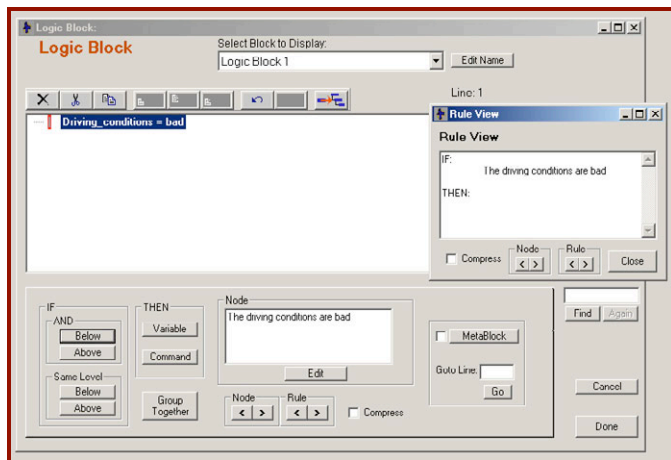 Logic Block:
Logic Block
Select Block to Display:
Logic Block 1
Edit Name
Line: 1
Driving_conditions = bad
Rule View
Rule View
IF:
The driving conditions are bad
THEN:
Compress
Node
< >
Rule
< >
Close
IF
AND
Below
Above
Same Level
Below
Above
THEN
Variable
Command
Group
Together
Node
The driving conditions are bad
Edit
Node
< >
Rule
< >
Compress
MetaBlock
Goto Line:
Go
Find
Again
Cancel
Done